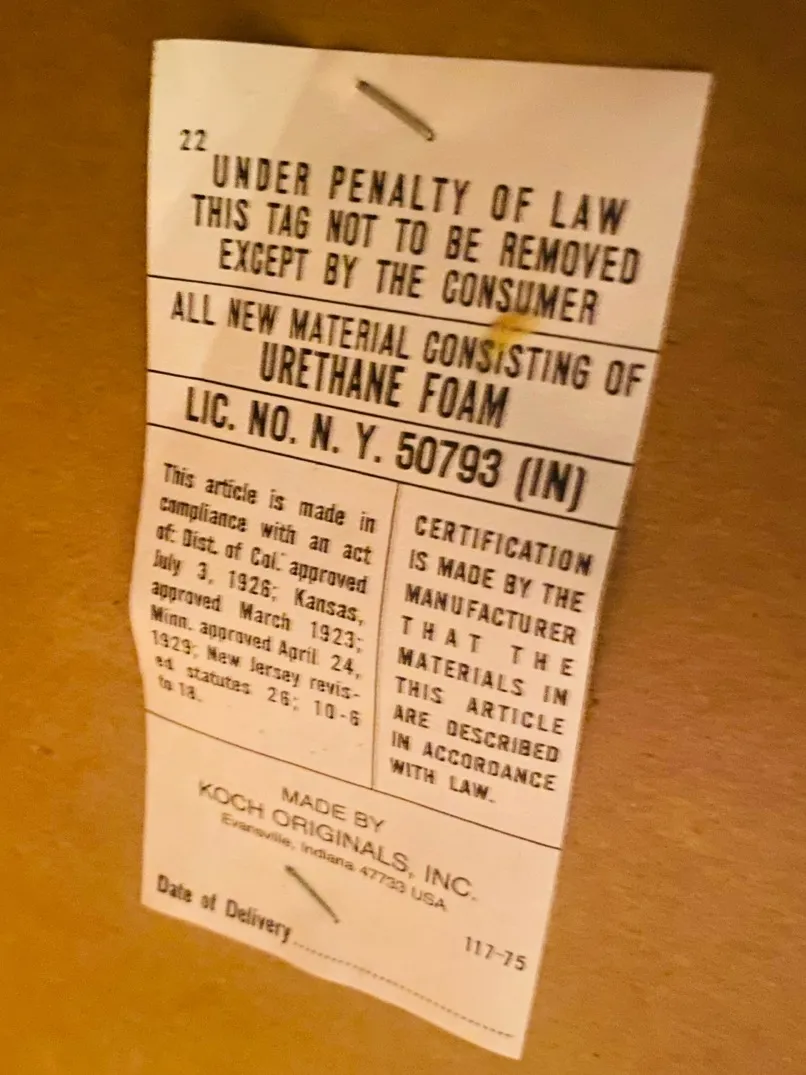 22
UNDER PENALTY OF LAW
THIS TAG NOT TO BE REMOVED
EXCEPT BY THE CONSUMER
ALL NEW MATERIAL CONSISTING OF
URETHANE FOAM
LIC. NO. N. Y. 50793 (IN)
This article is made in
compliance with an act
of: Dist. of Col. approved
July 3, 1926; Kansas,
approved March 1923;
Minn. approved April 24,
1929; New Jersey revis-
ed statutes 26; 10-6
to 18.
CERTIFICATION
IS MADE BY THE
MANUFACTURER
THAT THE
MATERIALS IN
THIS ARTICLE
ARE DESCRIBED
IN ACCORDANCE
WITH LAW.
MADE BY
KOCH ORIGINALS, INC.
Evansville, Indiana 47733 USA
Date of Delivery
117-75